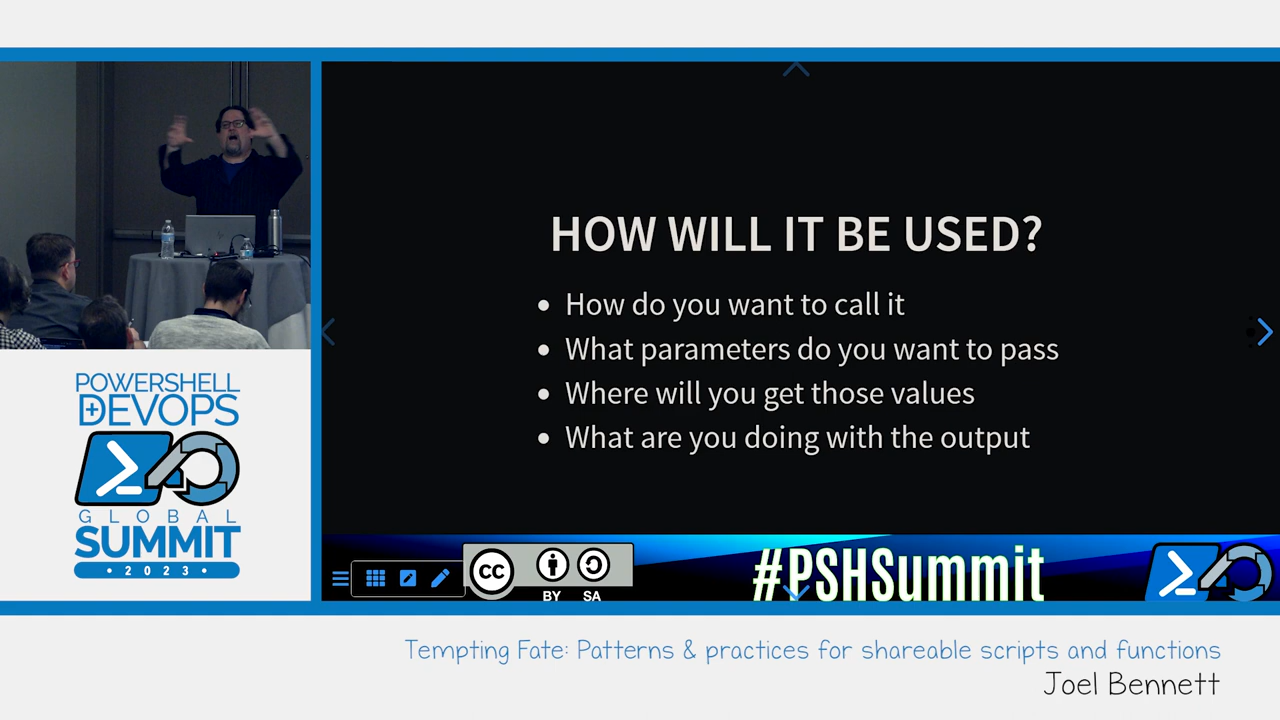 HOW WILL IT BE USED?
• How do you want to call it
• What parameters do you want to pass
• Where will you get those values
• What are you doing with the output
POWERSHELL
+DEVOPS
GLOBAL
SUMMIT
• 2023 •
CC
BY SA
#PSHSummit
Tempting Fate: Patterns & practices for shareable scripts and functions
Joel Bennett